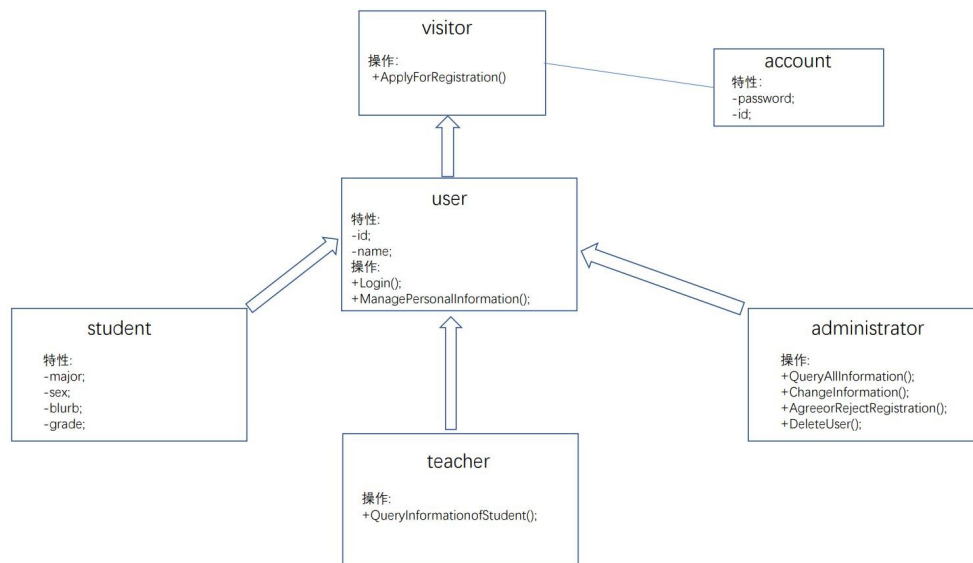 visitor
操作:
+ApplyForRegistration()
account
特性:
-password;
-id;
user
特性:
-id;
-name;
操作:
+Login();
+ManagePersonalInformation();
student
特性:
-major;
-sex;
-blurb;
-grade;
administrator
操作:
+QueryAllInformation();
+ChangeInformation();
+AgreeorRejectRegistration();
+DeleteUser();
teacher
操作:
+QueryInformationofStudent();